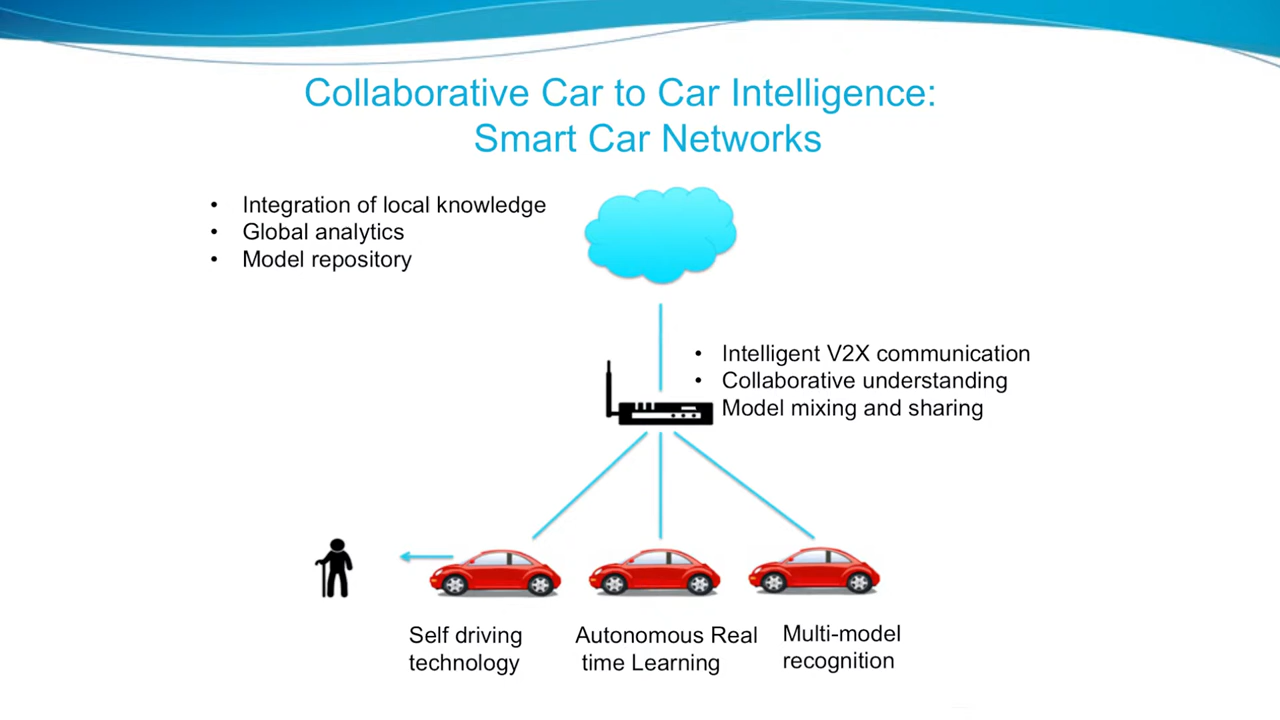 Collaborative Car to Car Intelligence:
Smart Car Networks
• Integration of local knowledge
• Global analytics
• Model repository
• Intelligent V2X communication
• Collaborative understanding
Model mixing and sharing
Self driving
technology
Autonomous Real
time Learning
Multi-model
recognition